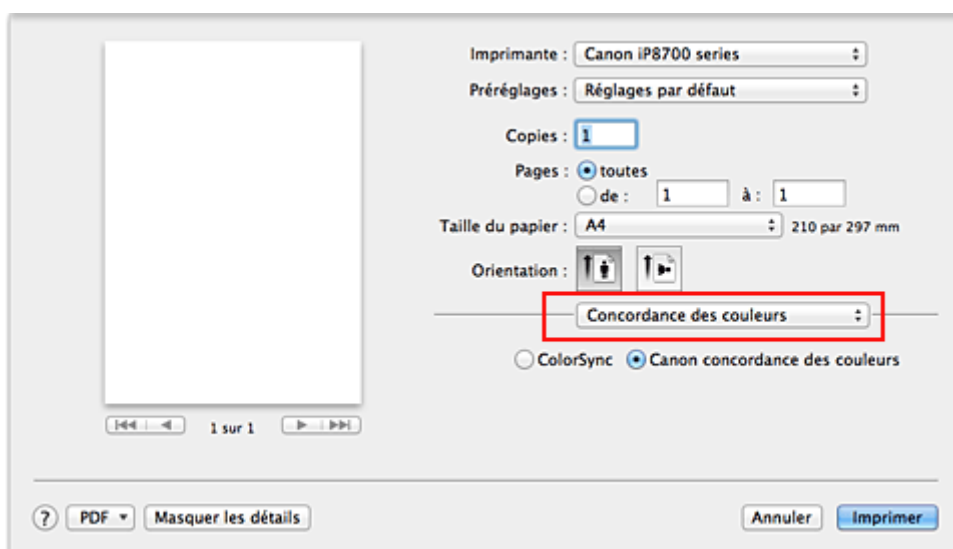 Imprimante : Canon iP8700 series
Préréglages : Réglages par défaut
Copies : 1
Pages : toutes
de : 1 à : 1
Taille du papier : A4 210 par 297 mm
Orientation :
Concordance des couleurs
ColorSync Canon concordance des couleurs
1 sur 1
? PDF Masquer les détails Annuler Imprimer